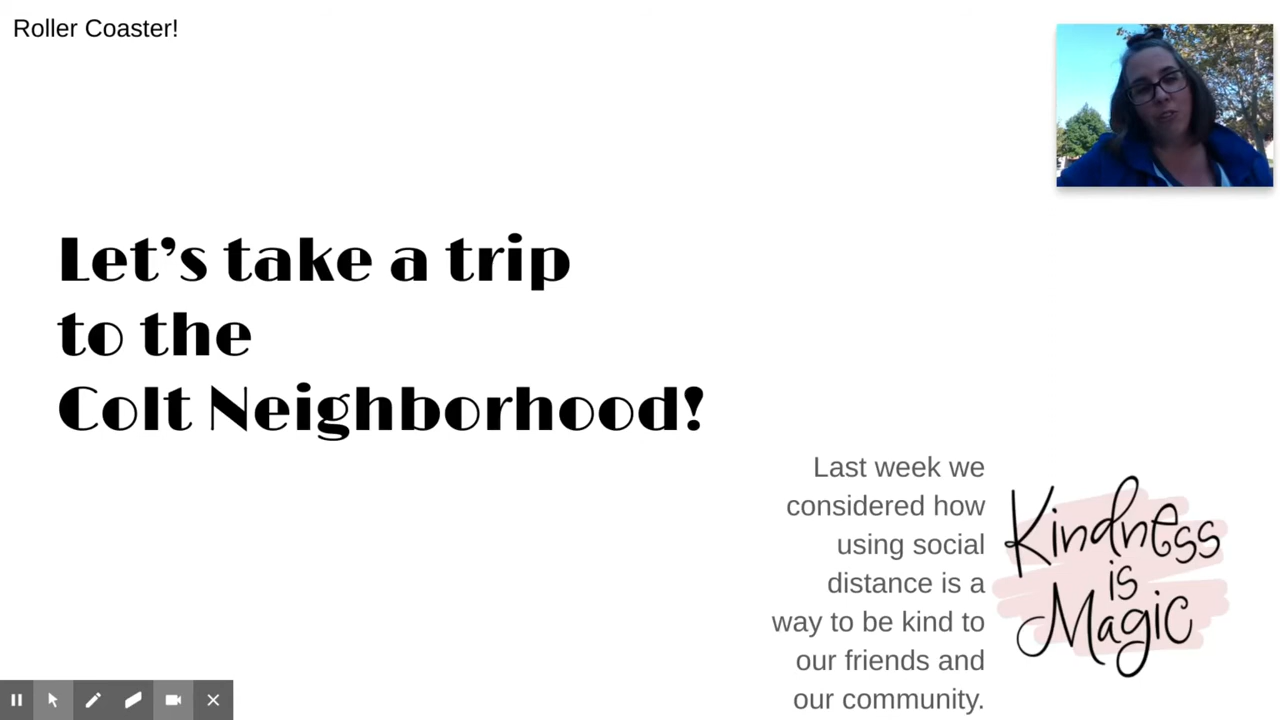 Roller Coaster!
Let's take a trip
to the
Colt Neighborhood!
Last week we
considered how
using social
distance is a
way to be kind to
our friends and
our community.
Kindness
is
Magic